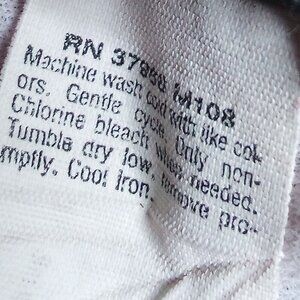 RN 37968 M108
Machine wash cold with like col-
ors. Gentle cycle. Only non-
Chlorine bleach when needed.
Tumble dry low, remove pro-
mptly. Cool Iron.